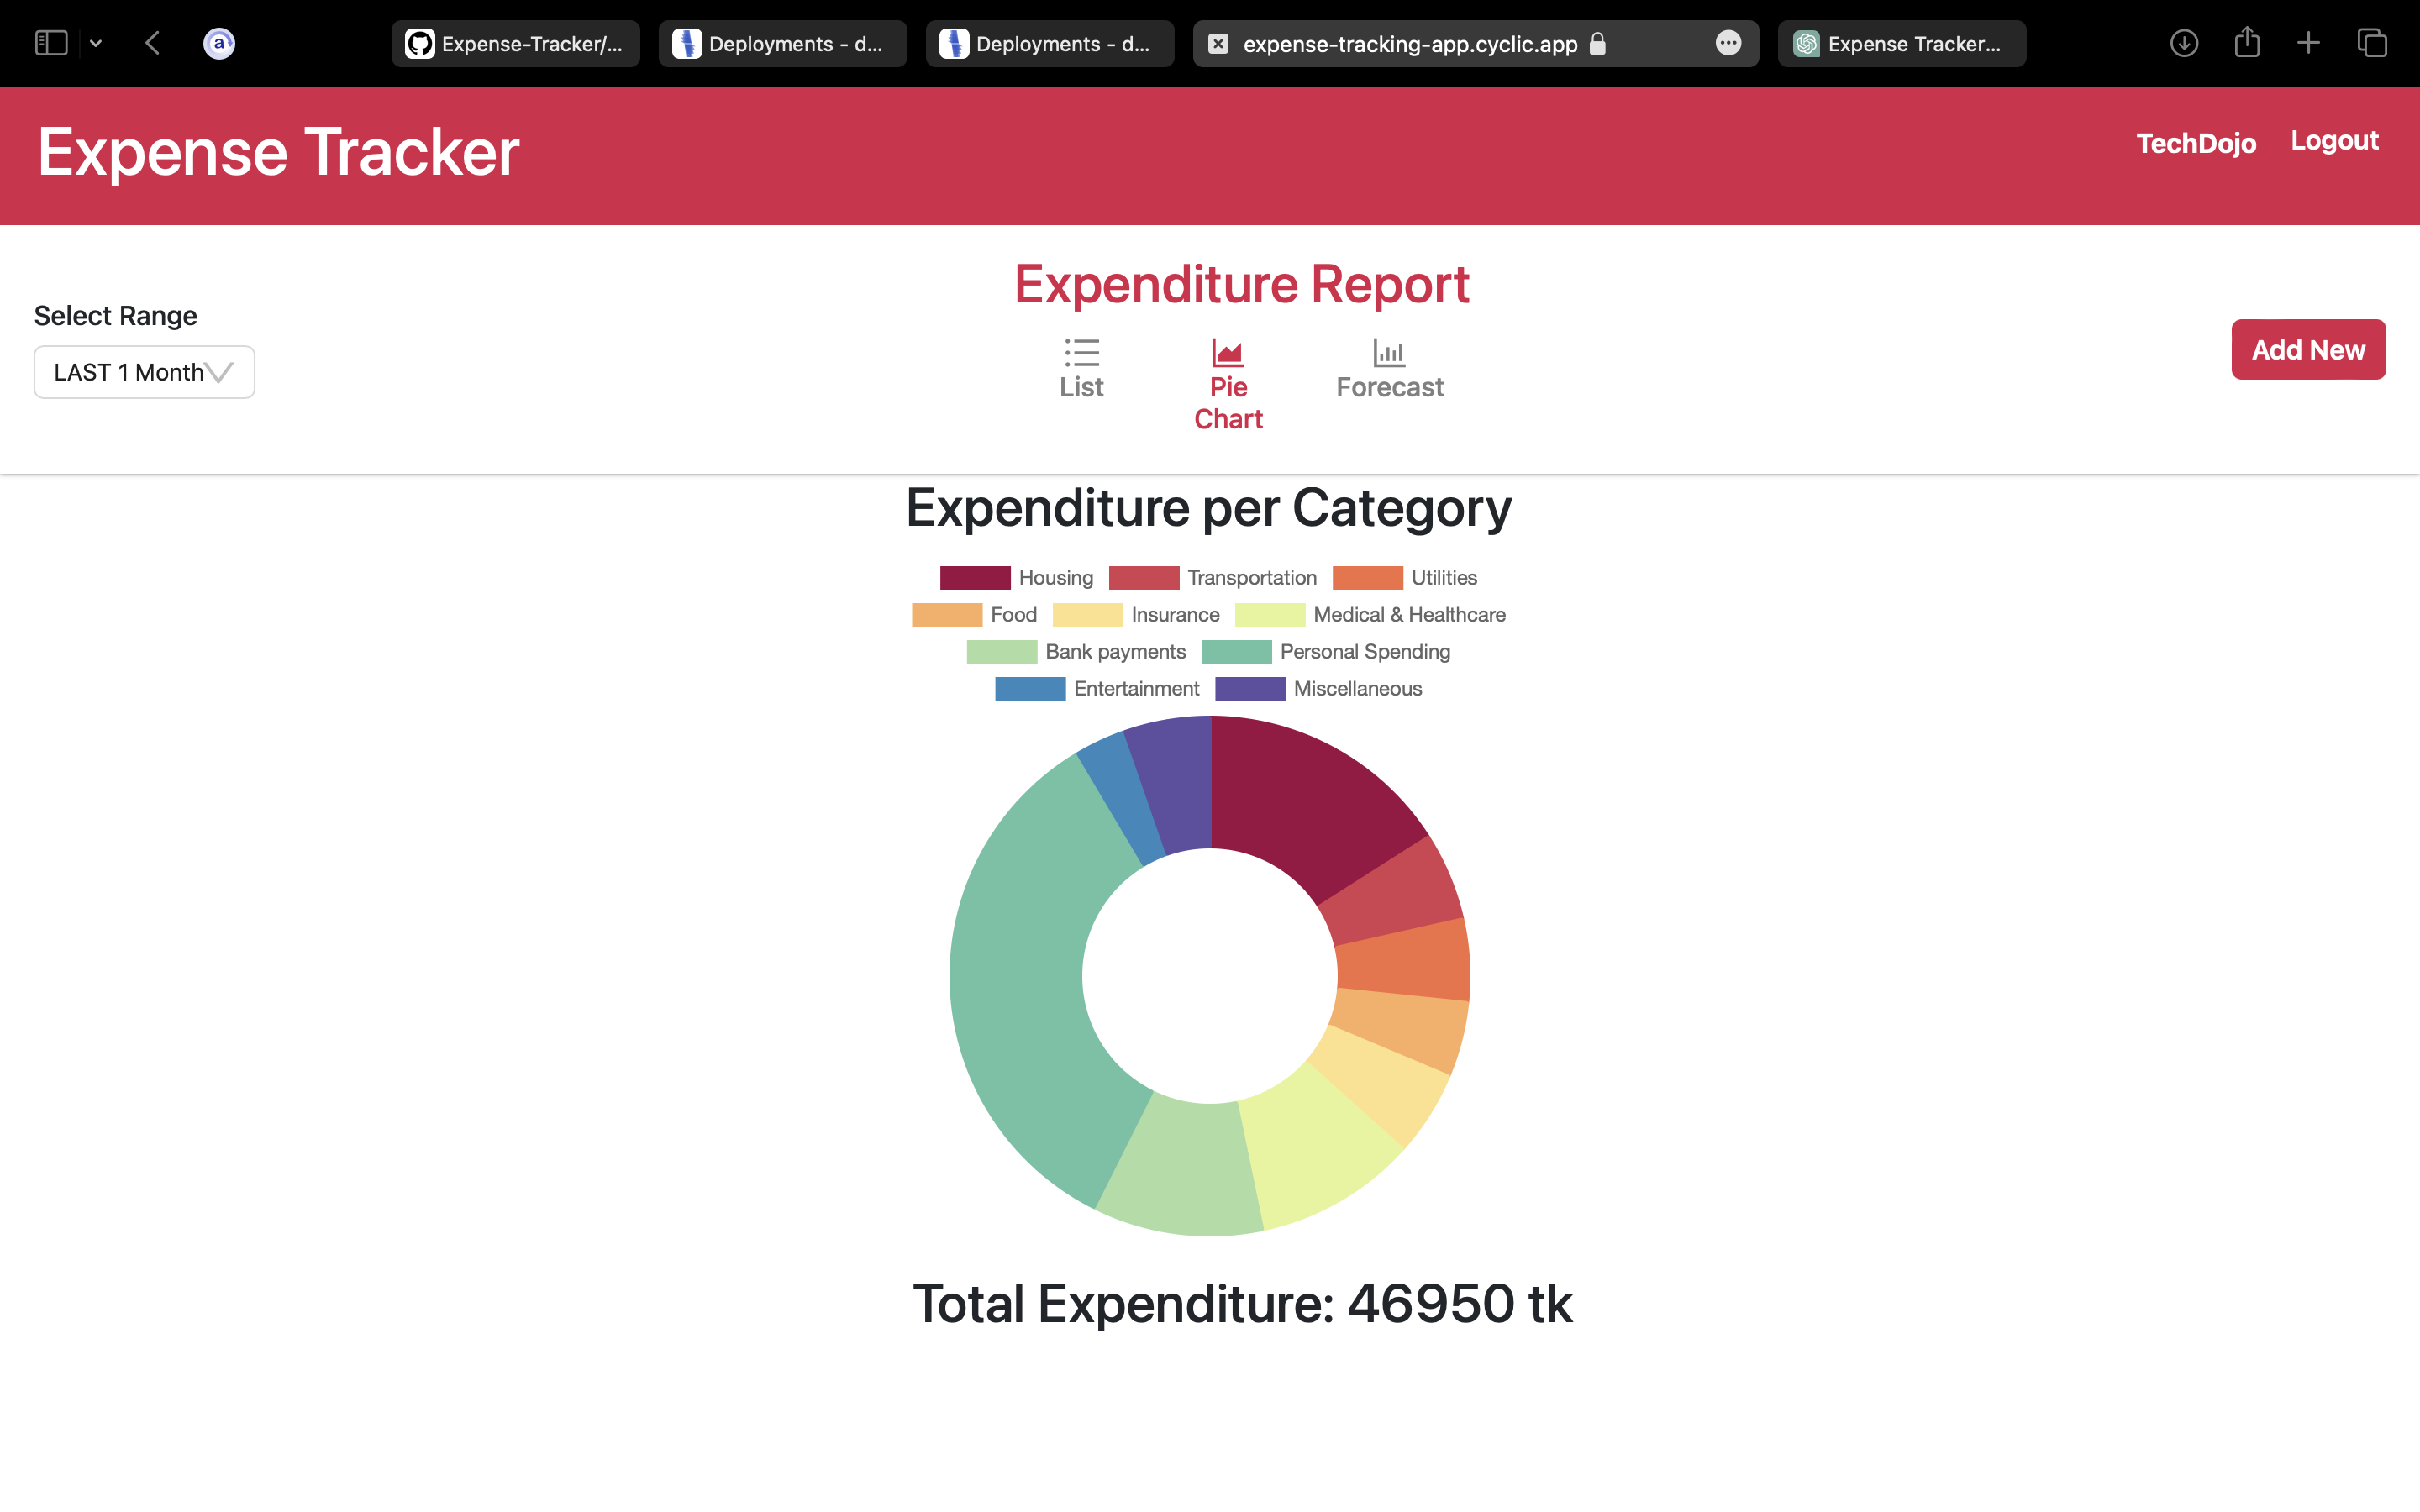 a Expense-Tracker/... Deployments - d... Deployments - d... expense-tracking-app.cyclic.app Expense Tracker...
Expense Tracker
TechDojo Logout
Expenditure Report
Select Range
LAST 1 Month
List
Pie
Chart
Forecast
Add New
Expenditure per Category
Housing Transportation Utilities
Food Insurance Medical & Healthcare
Bank payments Personal Spending
Entertainment Miscellaneous
Total Expenditure: 46950 tk